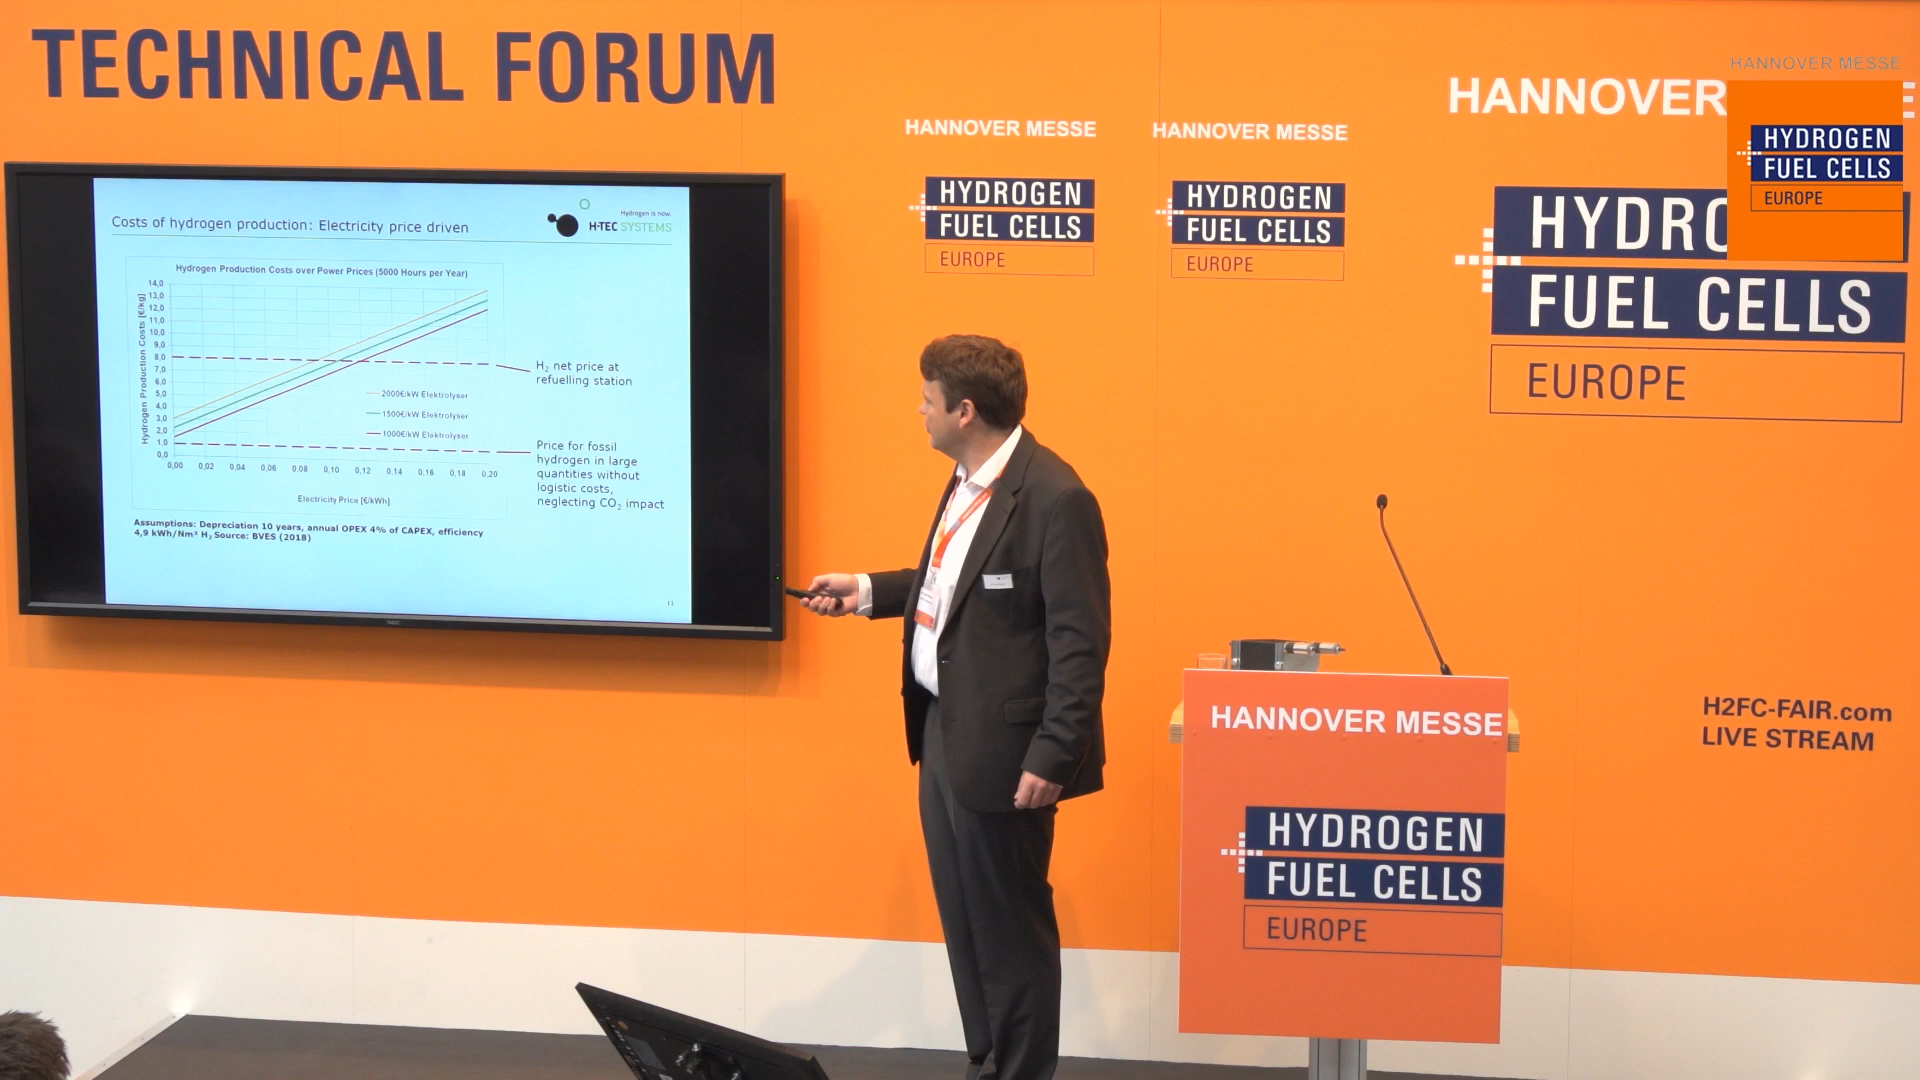 TECHNICAL FORUM
Costs of hydrogen production: Electricity price driven
Hydrogen is now.
H-TEC SYSTEMS
Hydrogen Production Costs over Power Prices (5000 Hours per Year)
Hydrogen Production Costs [€/kg]
14,0
13,0
12,0
11,0
10,0
9,0
8,0
7,0
6,0
5,0
4,0
3,0
2,0
1,0
0,0
2000€/kW Elektrolyser
1500€/kW Elektrolyser
1000€/kW Elektrolyser
0,00 0,02 0,04 0,06 0,08 0,10 0,12 0,14 0,16 0,18 0,20
Electricity Price [€/kWh]
H₂ net price at
refuelling station
Price for fossil
hydrogen in large
quantities without
logistic costs,
neglecting CO₂ impact
Assumptions: Depreciation 10 years, annual OPEX 4% of CAPEX, efficiency
4,9 kWh/Nm³ H₂ Source: BVES (2018)
11
NEC
HANNOVER MESSE
HYDROGEN
FUEL CELLS
EUROPE
HANNOVER MESSE
HYDROGEN
FUEL CELLS
EUROPE
HANNOVER
HYDRO
FUEL CELLS
EUROPE
HANNOVER MESSE
HYDROGEN
FUEL CELLS
EUROPE
H2FC-FAIR.com
LIVE STREAM
HANNOVER MESSE
HYDROGEN
FUEL CELLS
EUROPE